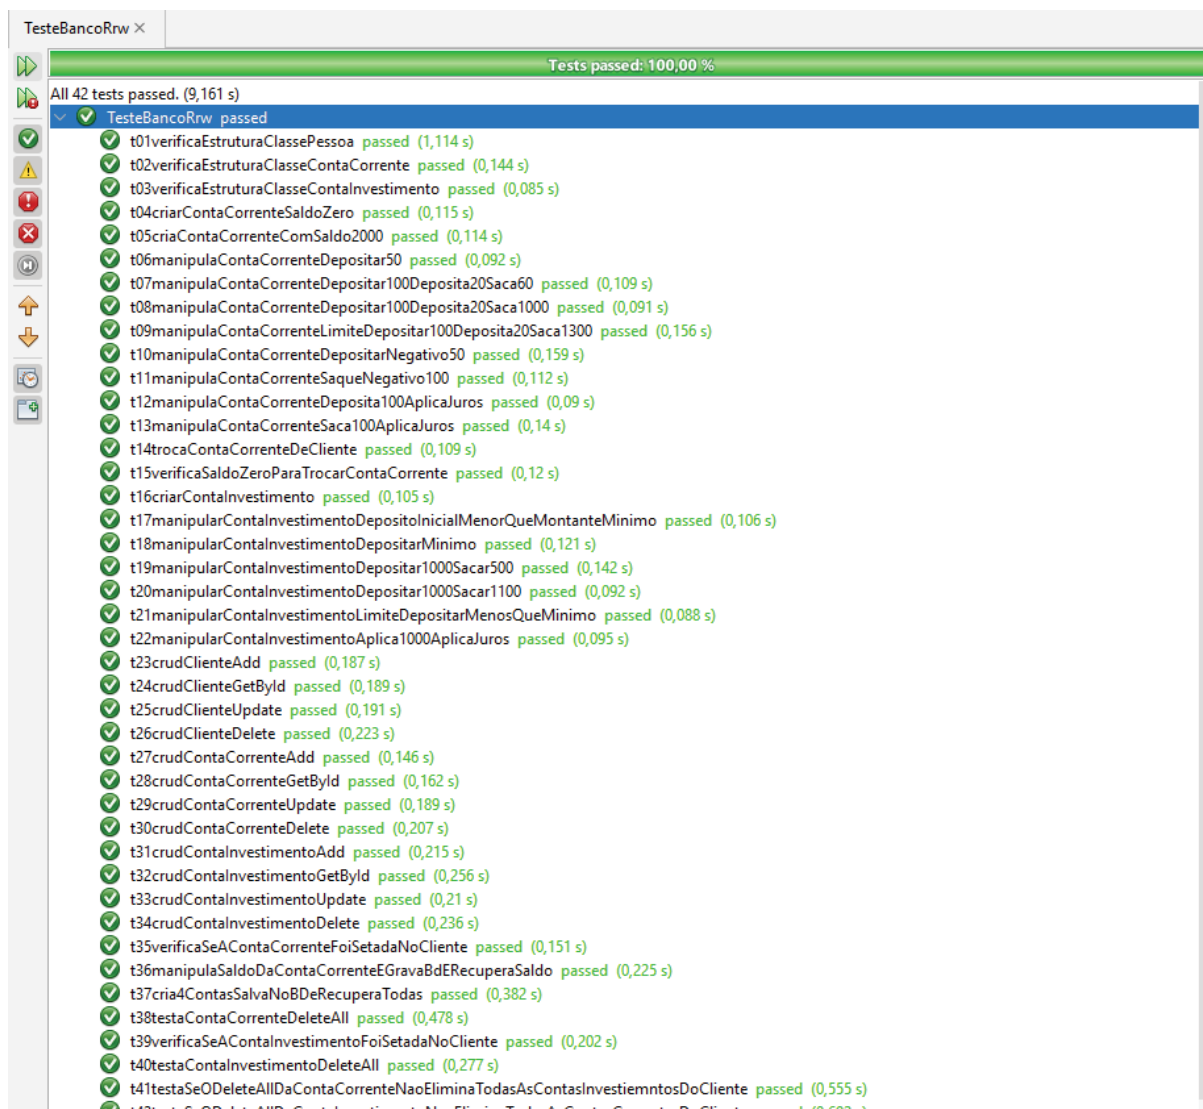 TesteBancoRrw ×
Tests passed: 100,00 %
All 42 tests passed. (9,161 s)
TesteBancoRrw passed
t01verificaEstruturaClassePessoa passed (1,114 s)
t02verificaEstruturaClasseContaCorrente passed (0,144 s)
t03verificaEstruturaClasseContaInvestimento passed (0,085 s)
t04criarContaCorrenteSaldoZero passed (0,115 s)
t05criaContaCorrenteComSaldo2000 passed (0,114 s)
t06manipulaContaCorrenteDepositar50 passed (0,092 s)
t07manipulaContaCorrenteDepositar100Deposita20Saca60 passed (0,109 s)
t08manipulaContaCorrenteDepositar100Deposita20Saca1000 passed (0,091 s)
t09manipulaContaCorrenteLimiteDepositar100Deposita20Saca1300 passed (0,156 s)
t10manipulaContaCorrenteDepositarNegativo50 passed (0,159 s)
t11manipulaContaCorrenteSaqueNegativo100 passed (0,112 s)
t12manipulaContaCorrenteDeposita100AplicaJuros passed (0,09 s)
t13manipulaContaCorrenteSaca100AplicaJuros passed (0,14 s)
t14trocaContaCorrenteDeCliente passed (0,109 s)
t15verificaSaldoZeroParaTrocarContaCorrente passed (0,12 s)
t16criarContaInvestimento passed (0,105 s)
t17manipularContaInvestimentoDepositoInicialMenorQueMontanteMinimo passed (0,106 s)
t18manipularContaInvestimentoDepositarMinimo passed (0,121 s)
t19manipularContaInvestimentoDepositar1000Sacar500 passed (0,142 s)
t20manipularContaInvestimentoDepositar1000Sacar1100 passed (0,092 s)
t21manipularContaInvestimentoLimiteDepositarMenosQueMinimo passed (0,088 s)
t22manipularContaInvestimentoAplica1000AplicaJuros passed (0,095 s)
t23crudClienteAdd passed (0,187 s)
t24crudClienteGetById passed (0,189 s)
t25crudClienteUpdate passed (0,191 s)
t26crudClienteDelete passed (0,223 s)
t27crudContaCorrenteAdd passed (0,146 s)
t28crudContaCorrenteGetById passed (0,162 s)
t29crudContaCorrenteUpdate passed (0,189 s)
t30crudContaCorrenteDelete passed (0,207 s)
t31crudContaInvestimentoAdd passed (0,215 s)
t32crudContaInvestimentoGetById passed (0,256 s)
t33crudContaInvestimentoUpdate passed (0,21 s)
t34crudContaInvestimentoDelete passed (0,236 s)
t35verificaSeAContaCorrenteFoiSetadaNoCliente passed (0,151 s)
t36manipulaSaldoDaContaCorrenteEGravaBdERecuperaSaldo passed (0,225 s)
t37cria4ContasSalvaNoBDeRecuperaTodas passed (0,382 s)
t38testaContaCorrenteDeleteAll passed (0,478 s)
t39verificaSeAContaInvestimentoFoiSetadaNoCliente passed (0,202 s)
t40testaContaInvestimentoDeleteAll passed (0,277 s)
t41testaSeODeleteAllDaContaCorrenteNaoEliminaTodasAsContasInvestiemntosDoCliente passed (0,555 s)